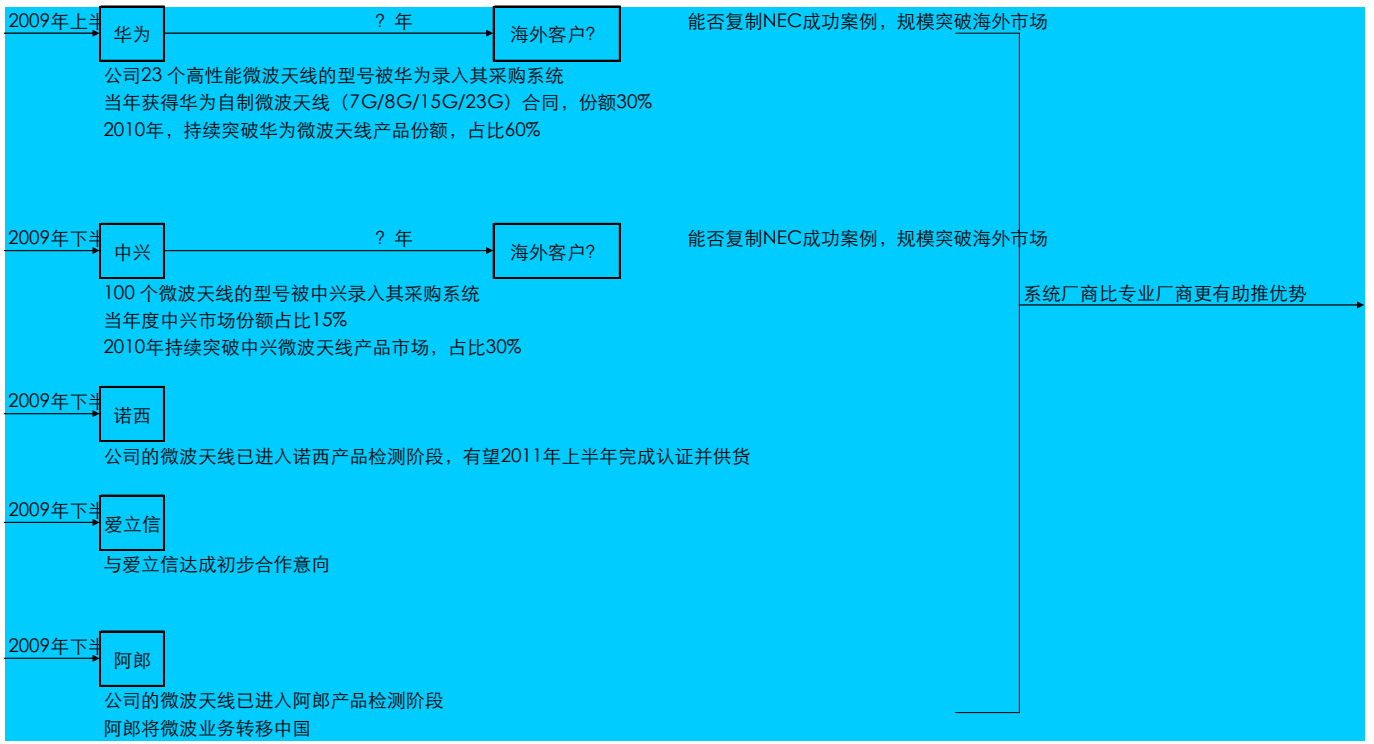 2009年上半
华为
? 年
海外客户?
能否复制NEC成功案例，规模突破海外市场
公司23 个高性能微波天线的型号被华为录入其采购系统
当年获得华为自制微波天线（7G/8G/15G/23G）合同，份额30%
2010年，持续突破华为微波天线产品份额，占比60%
2009年下半
中兴
? 年
海外客户?
能否复制NEC成功案例，规模突破海外市场
100 个微波天线的型号被中兴录入其采购系统
当年度中兴市场份额占比15%
2010年持续突破中兴微波天线产品市场，占比30%
系统厂商比专业厂商更有助推优势
2009年下半
诺西
公司的微波天线已进入诺西产品检测阶段，有望2011年上半年完成认证并供货
2009年下半
爱立信
与爱立信达成初步合作意向
2009年下半
阿郎
公司的微波天线已进入阿郎产品检测阶段
阿郎将微波业务转移中国